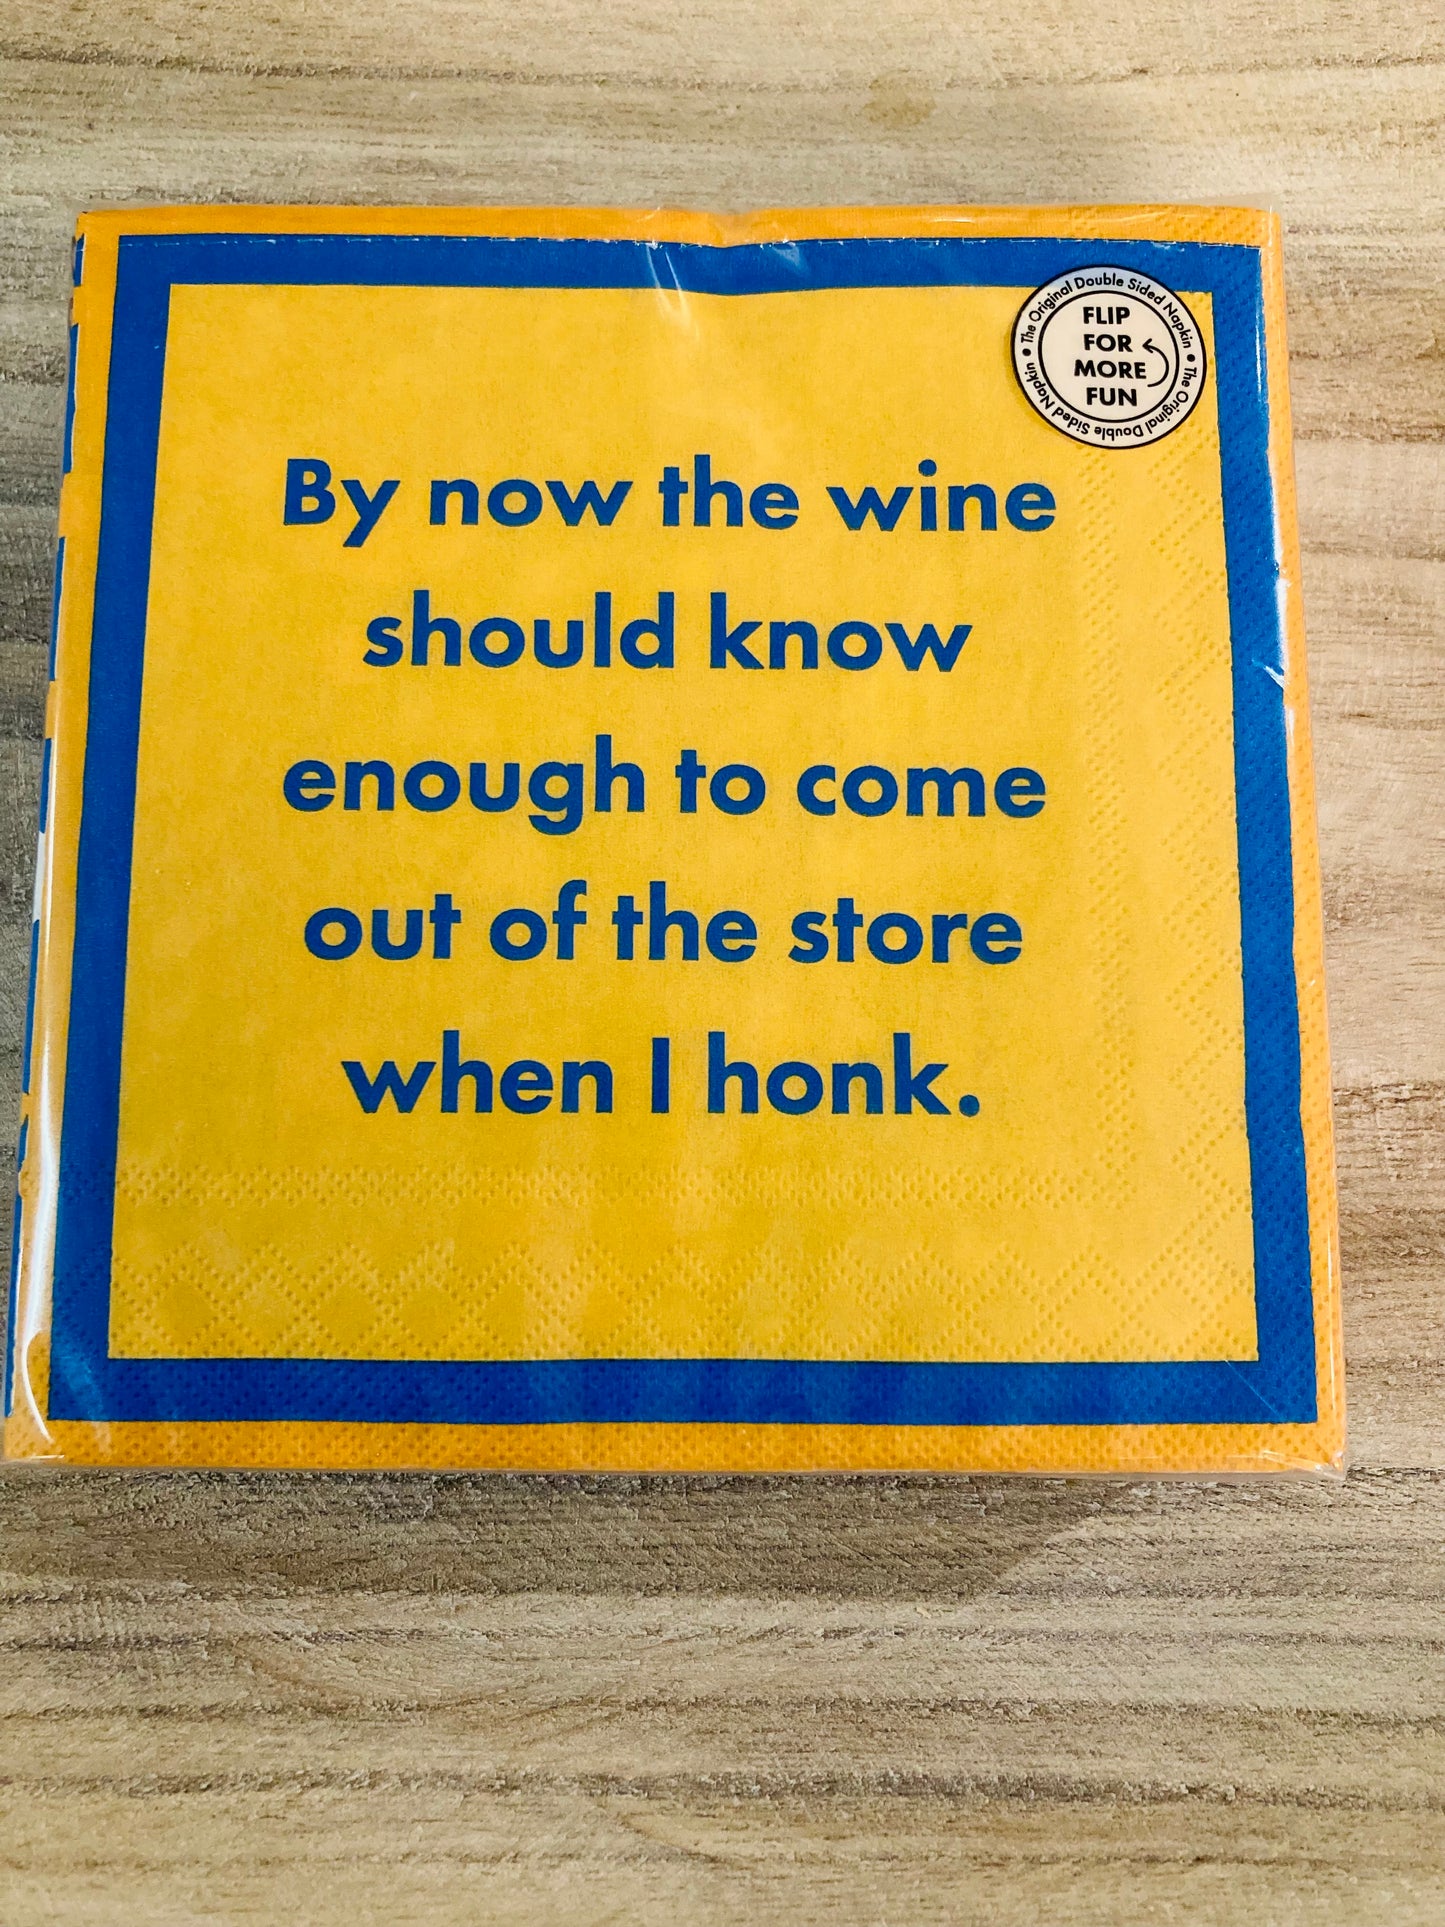 The Original Double Sided Napkin • The Original Double Sided Napkin •
FLIP
FOR
MORE
FUN
By now the wine
should know
enough to come
out of the store
when I honk.